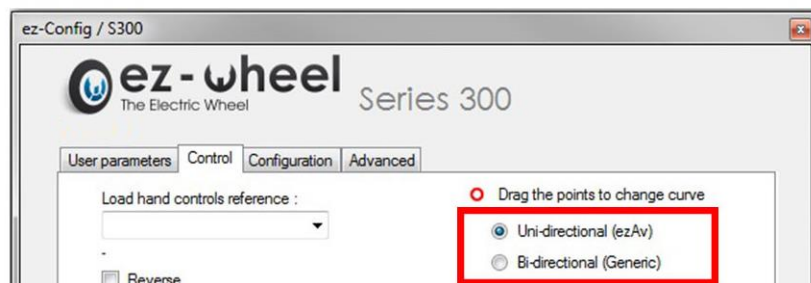 ez-Config / S300
ez-wheel
The Electric Wheel
Series 300
User parameters Control Configuration Advanced
Load hand controls reference :
Drag the points to change curve
Uni-directional (ezAv)
-
Bi-directional (Generic)
Reverse